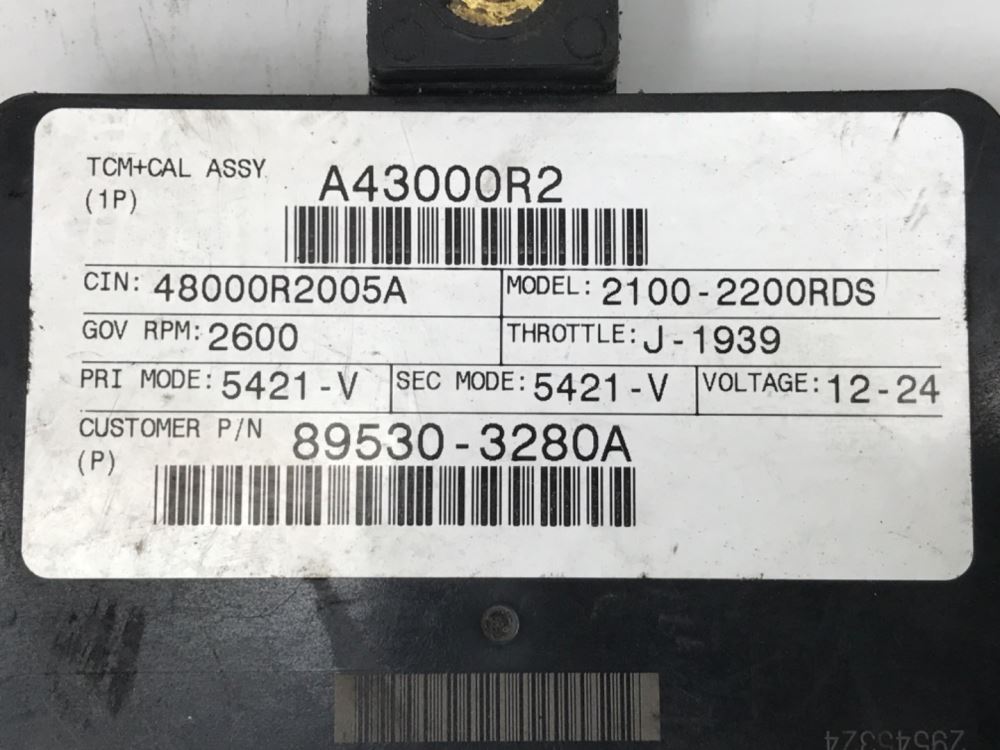 TCM+CAL ASSY A43000R2
(1P)
CIN: 48000R2005A MODEL: 2100-2200RDS
GOV RPM: 2600 THROTTLE: J-1939
PRI MODE: 5421-V SEC MODE: 5421-V VOLTAGE: 12-24
CUSTOMER P/N 89530-3280A
(P)